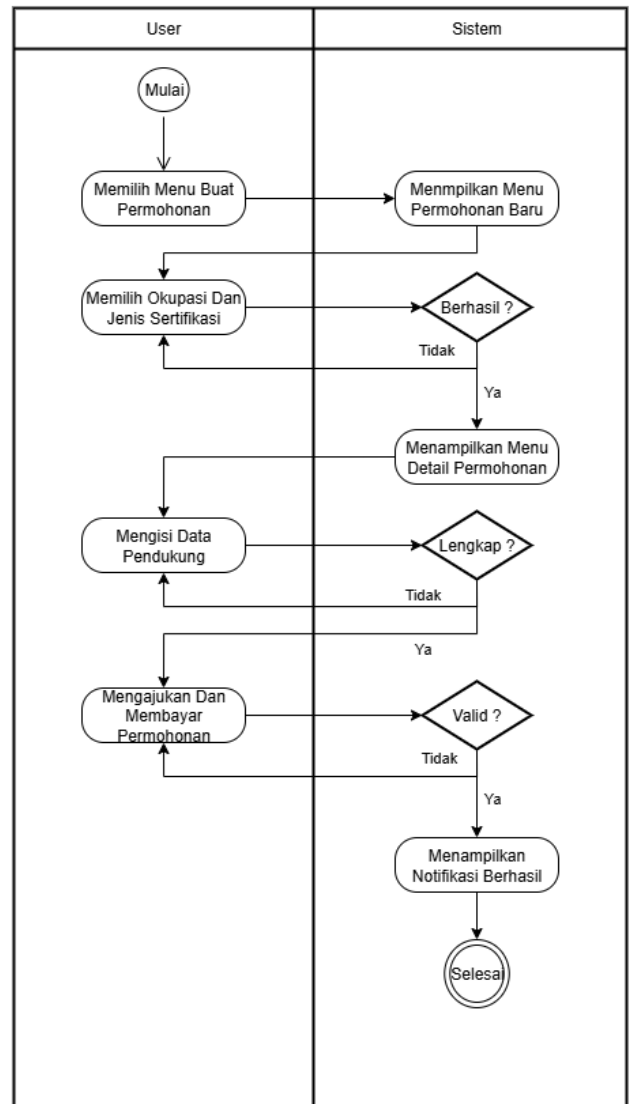 User
Sistem
Mulai
Memilih Menu Buat
Permohonan
Menmpilkan Menu
Permohonan Baru
Memilih Okupasi Dan
Jenis Sertifikasi
Berhasil ?
Tidak
Ya
Menampilkan Menu
Detail Permohonan
Mengisi Data
Pendukung
Lengkap ?
Tidak
Ya
Mengajukan Dan
Membayar
Permohonan
Valid ?
Tidak
Ya
Menampilkan
Notifikasi Berhasil
Selesai